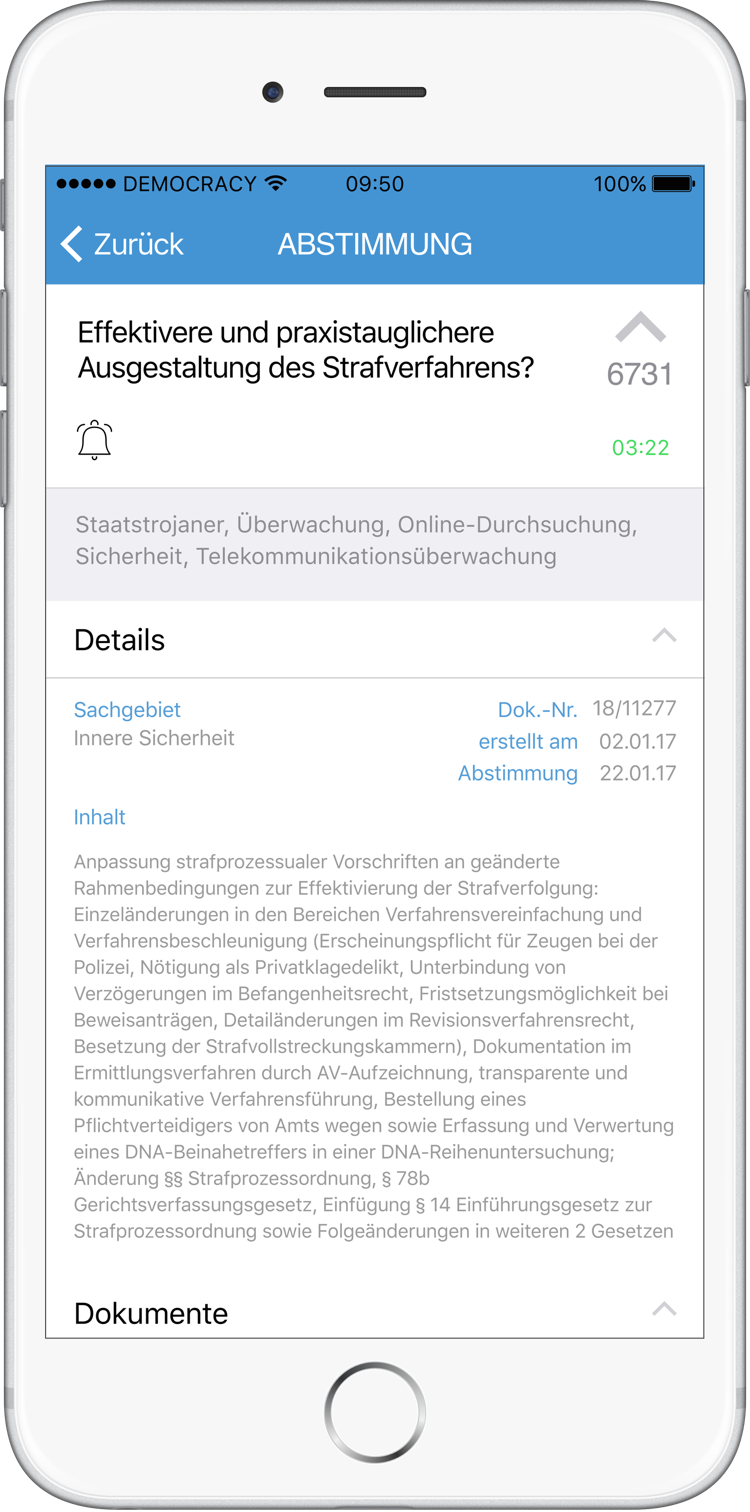 DEMOCRACY 09:50 100%
Zurück ABSTIMMUNG
Effektivere und praxistauglichere
Ausgestaltung des Strafverfahrens?
6731
03:22
Staatstrojaner, Überwachung, Online-Durchsuchung,
Sicherheit, Telekommunikationsüberwachung
Details
Sachgebiet Dok.-Nr. 18/11277
Innere Sicherheit erstellt am 02.01.17
Abstimmung 22.01.17
Inhalt
Anpassung strafprozessualer Vorschriften an geänderte
Rahmenbedingungen zur Effektivierung der Strafverfolgung:
Einzeländerungen in den Bereichen Verfahrensvereinfachung und
Verfahrensbeschleunigung (Erscheinungspflicht für Zeugen bei der
Polizei, Nötigung als Privatklagedelikt, Unterbindung von
Verzögerungen im Befangenheitsrecht, Fristsetzungsmöglichkeit bei
Beweisanträgen, Detailänderungen im Revisionsverfahrensrecht,
Besetzung der Strafvollstreckungskammern), Dokumentation im
Ermittlungsverfahren durch AV-Aufzeichnung, transparente und
kommunikative Verfahrensführung, Bestellung eines
Pflichtverteidigers von Amts wegen sowie Erfassung und Verwertung
eines DNA-Beinahetreffers in einer DNA-Reihenuntersuchung;
Änderung §§ Strafprozessordnung, § 78b
Gerichtsverfassungsgesetz, Einfügung § 14 Einführungsgesetz zur
Strafprozessordnung sowie Folgeänderungen in weiteren 2 Gesetzen
Dokumente